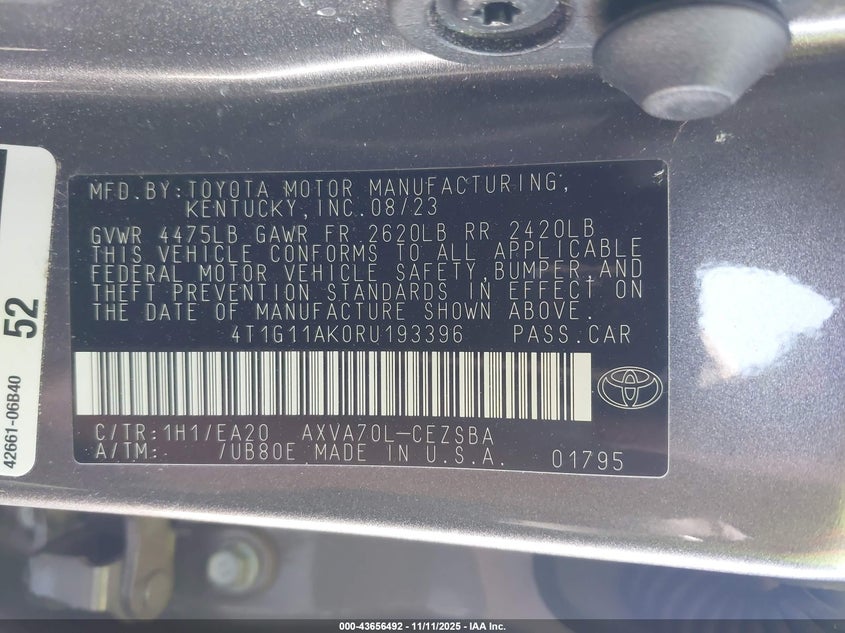 MFD.BY:TOYOTA MOTOR MANUFACTURING,
KENTUCKY,INC.08/23
GVWR 4475LB GAWR FR 2620LB RR 2420LB
THIS VEHICLE CONFORMS TO ALL APPLICABLE
FEDERAL MOTOR VEHICLE SAFETY,BUMPER,AND
THEFT PREVENTION STANDARDS IN EFFECT ON
THE DATE OF MANUFACTURE SHOWN ABOVE.
4T1G11AK0RU193396 PASS.CAR
C/TR:1H1/EA20 AXVA70L-CEZSBA
A/TM: /UB80E MADE IN U.S.A. 01795
52
42661-06B40
000-43656492 - 11/11/2025 - IAA Inc.